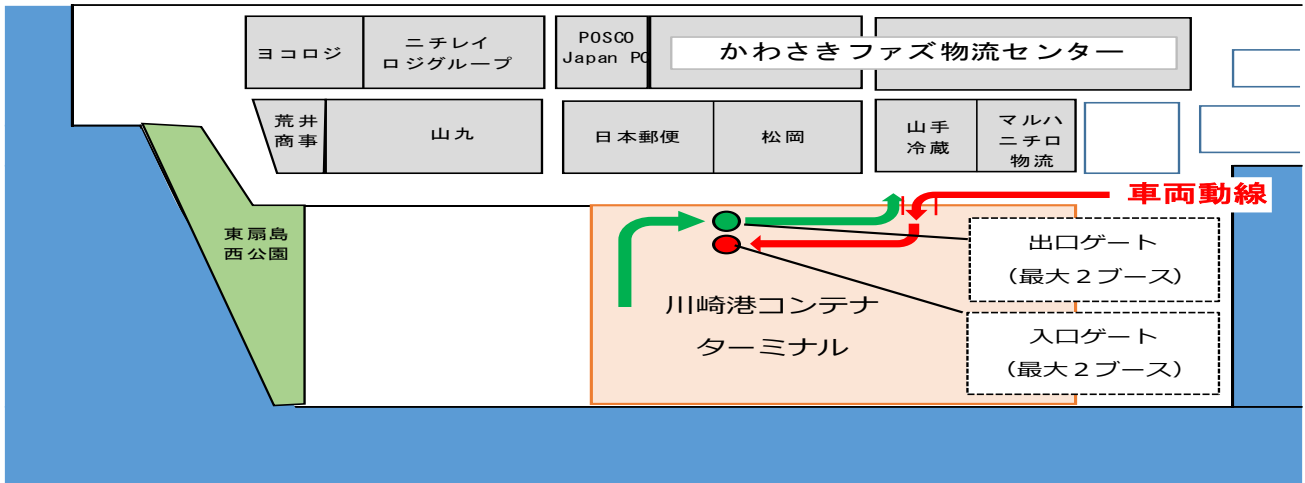 ヨコロジ
ニチレイ
ロジグループ
POSCO
Japan PC
かわさきファズ物流センター
荒井
商事
山九
日本郵便
松岡
山手
冷蔵
マルハ
ニチロ
物流
車両動線
東扇島
西公園
出口ゲート
（最大２ブース）
川崎港コンテナ
ターミナル
入口ゲート
（最大２ブース）